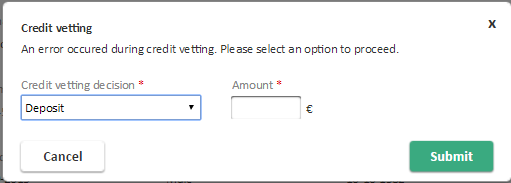 Credit vetting
x
An error occured during credit vetting. Please select an option to proceed.
Credit vetting decision * Amount *
Deposit €
Cancel Submit